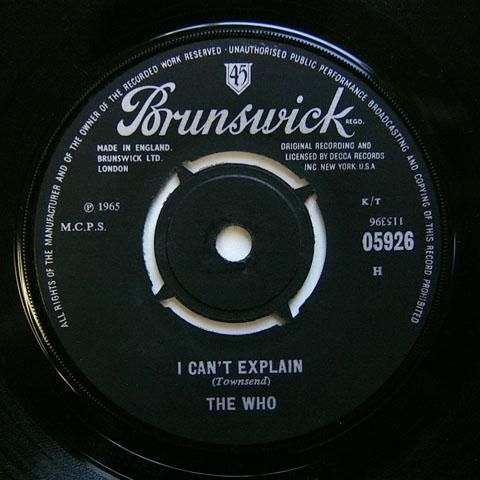 ALL RIGHTS OF THE MANUFACTURER AND OF THE OWNER OF THE RECORDED WORK RESERVED · UNAUTHORISED PUBLIC PERFORMANCE BROADCASTING AND COPYING OF THIS RECORD PROHIBITED
45
Brunswick
REGD.
MADE IN ENGLAND.
BRUNSWICK LTD.
LONDON
ORIGINAL RECORDING AND
LICENSED BY DECCA RECORDS
INC. NEW YORK. U.S.A
℗ 1965
M.C.P.S.
K/T
115396
05926
H
I CAN'T EXPLAIN
(Townsend)
THE WHO